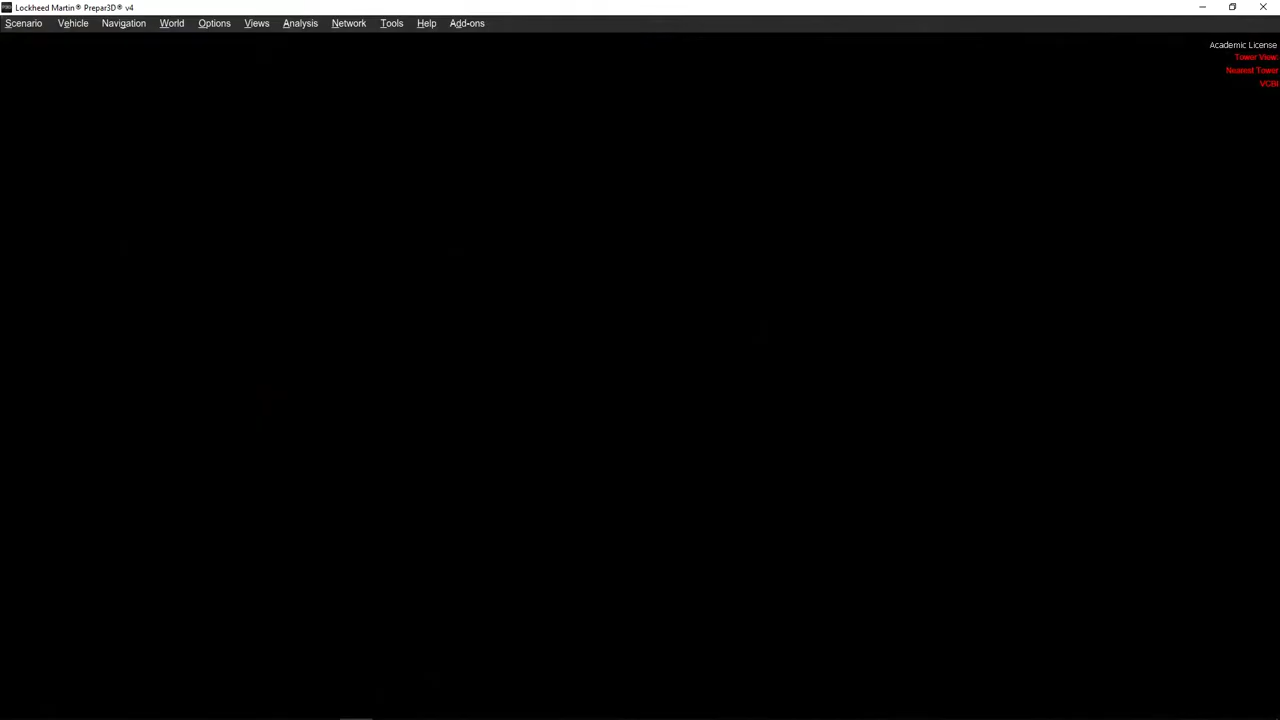 Lockheed Martin® Prepar3D® v4
Scenario Vehicle Navigation World Options Views Analysis Network Tools Help Add-ons
Academic License
Tower View:
Nearest Tower
VCBI